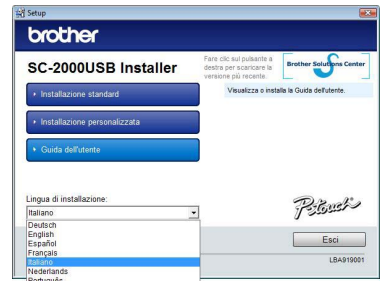 Setup
brother
SC-2000USB Installer
Fare clic sul pulsante a
destra per scaricare la
versione più recente.
Brother Solutions Center
Installazione standard
Visualizza o installa la Guida dell'utente.
Installazione personalizzata
Guida dell'utente
Lingua di installazione:
Italiano
Deutsch
English
Español
Français
Italiano
Nederlands
Português
P-touch
Esci
LBA919001